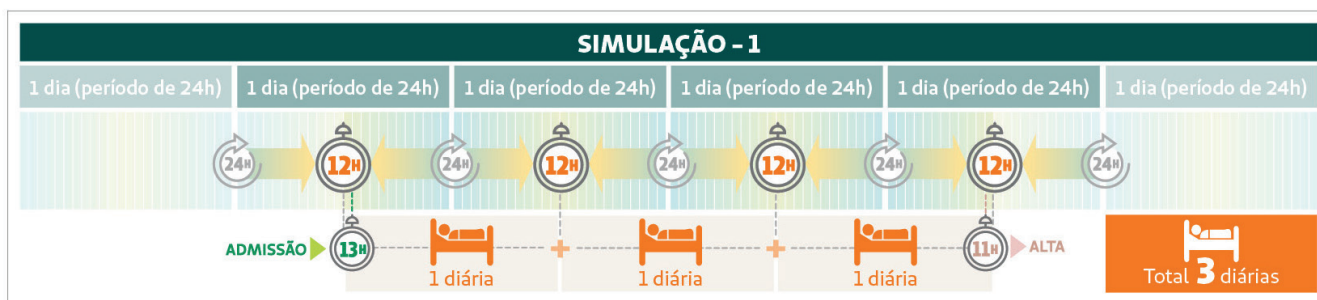 SIMULAÇÃO – 1
1 dia (período de 24h) 1 dia (período de 24h) 1 dia (período de 24h) 1 dia (período de 24h) 1 dia (período de 24h) 1 dia (período de 24h)
24H 12H 24H 12H 24H 12H 24H 12H 24H
ADMISSÃO 13H + + 11H ALTA
1 diária 1 diária 1 diária
Total 3 diárias